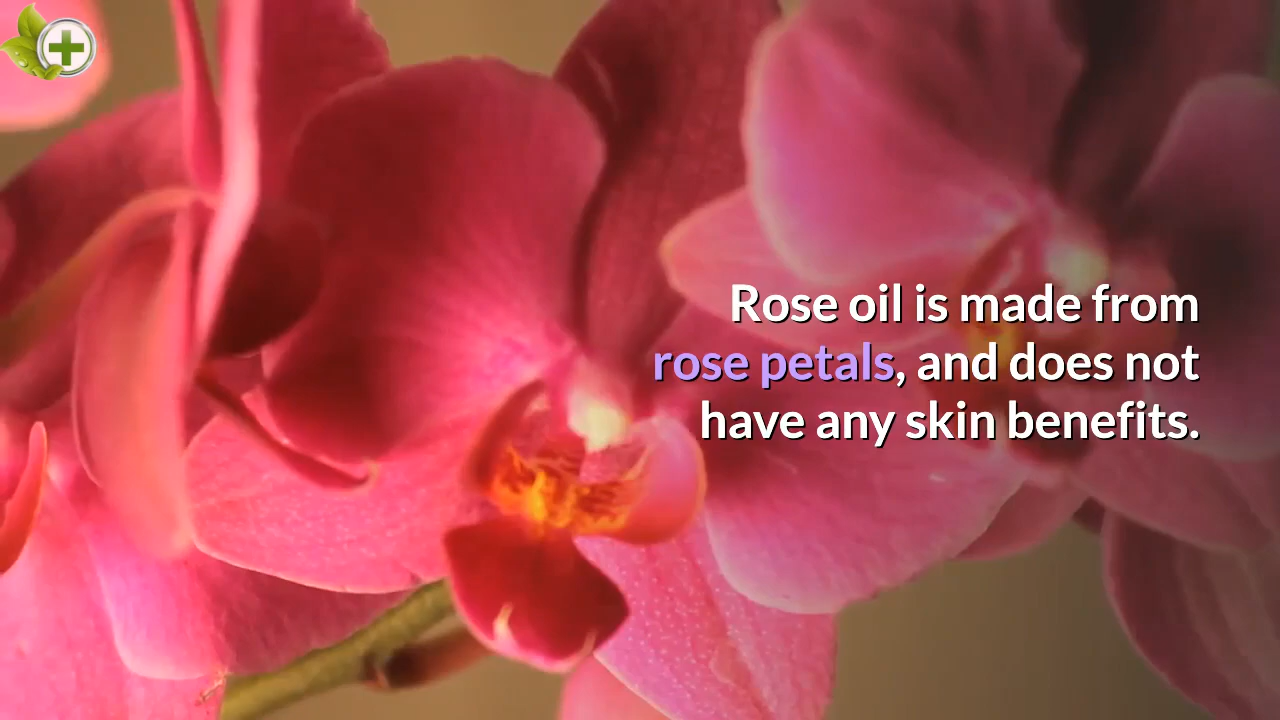 Rose oil is made from
rose petals, and does not
have any skin benefits.